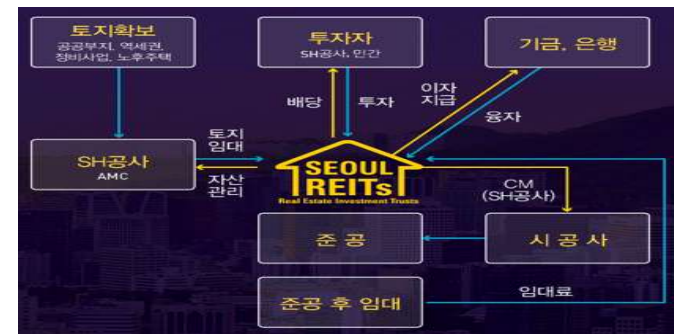 토지확보
공공부지, 역세권,
정비사업, 노후주택
투자자
SH공사, 민간
기금, 은행
배당
투자
이자
지급
융자
SH공사
AMC
토지
임대
자산
관리
SEOUL
REITs
Real Estate Investment Trusts
CM
(SH공사)
준 공
시 공 사
준공 후 임대
임대료